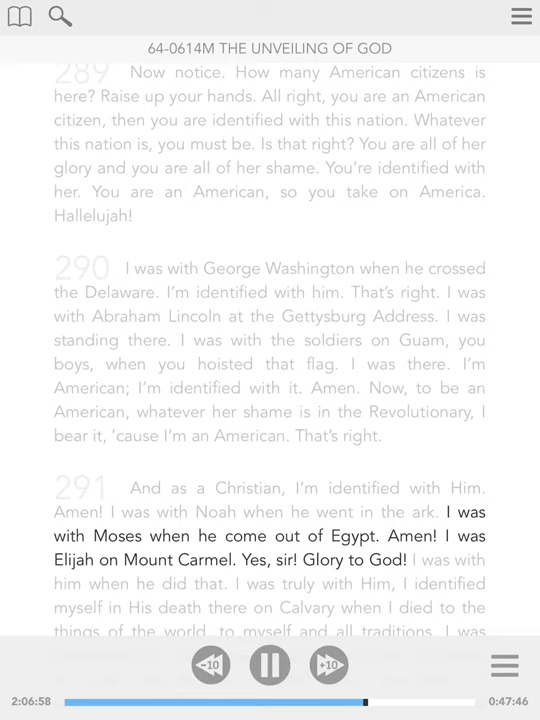 64-0614M THE UNVEILING OF GOD
289 Now notice. How many American citizens is
here? Raise up your hands. All right, you are an American
citizen, then you are identified with this nation. Whatever
this nation is, you must be. Is that right? You are all of her
glory and you are all of her shame. You’re identified with
her. You are an American, so you take on America.
Hallelujah!
290 I was with George Washington when he crossed
the Delaware. I’m identified with him. That’s right. I was
with Abraham Lincoln at the Gettysburg Address. I was
standing there. I was with the soldiers on Guam, you
boys, when you hoisted that flag. I was there. I’m
American; I’m identified with it. Amen. Now, to be an
American, whatever her shame is in the Revolutionary, I
bear it, ’cause I’m an American. That’s right.
291 And as a Christian, I’m identified with Him.
Amen! I was with Noah when he went in the ark. I was
with Moses when he come out of Egypt. Amen! I was
Elijah on Mount Carmel. Yes, sir! Glory to God! I was with
him when he did that. I was truly with Him, I identified
myself in His death there on Calvary when I died to the
things of the world, to myself and all traditions. I was
-10
+10
2:06:58
0:47:46